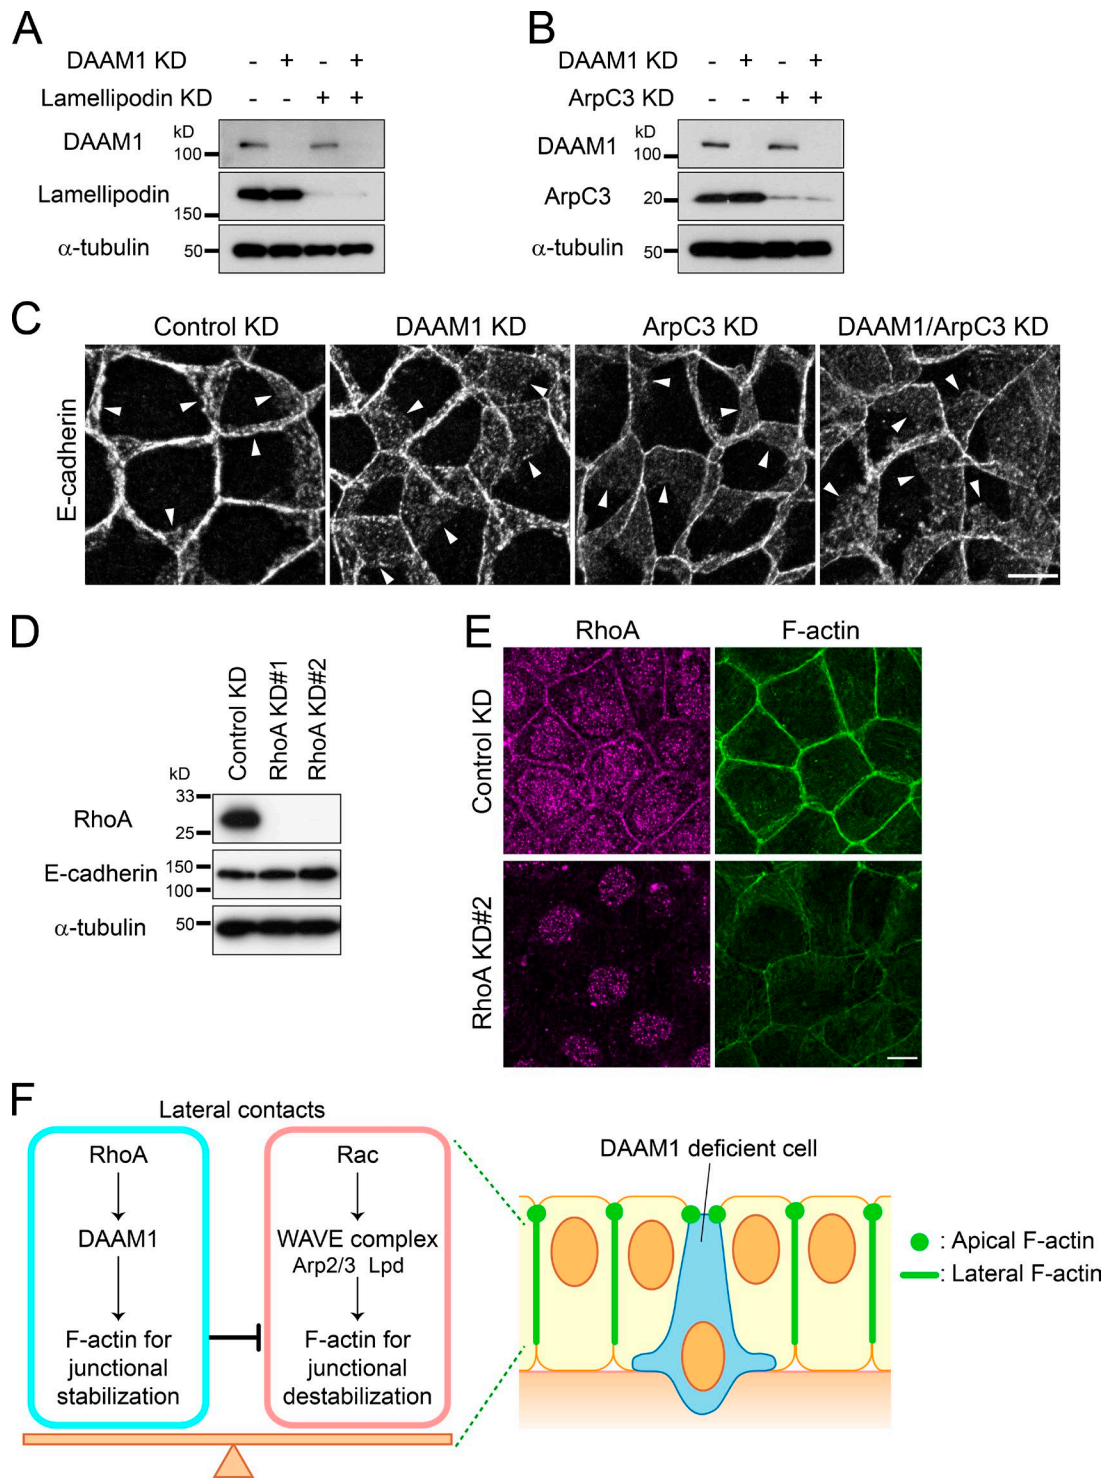 A
DAAM1 KD - + - +
Lamellipodin KD - - + +
kD
DAAM1
100
Lamellipodin
150
α-tubulin
50
B
DAAM1 KD - + - +
ArpC3 KD - - + +
kD
DAAM1
100
ArpC3
20
α-tubulin
50
C
Control KD DAAM1 KD ArpC3 KD DAAM1/ArpC3 KD
E-cadherin
D
Control KD
RhoA KD#1
RhoA KD#2
kD
33
RhoA
25
150
E-cadherin
100
α-tubulin
50
E
RhoA F-actin
Control KD
RhoA KD#2
F
Lateral contacts
RhoA
DAAM1
F-actin for
junctional
stabilization
Rac
WAVE complex
Arp2/3 Lpd
F-actin for
junctional
destabilization
DAAM1 deficient cell
: Apical F-actin
: Lateral F-actin